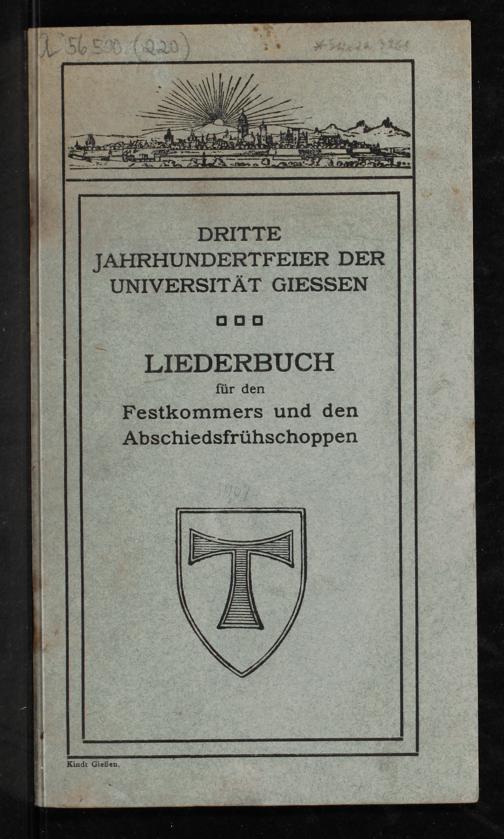 56500 (220)
DRITTE
JAHRHUNDERTFEIER DER
UNIVERSITÄT GIESSEN
LIEDERBUCH
für den
Festkommers und den
Abschiedsfrühschoppen
1907
Kindt Gießen.